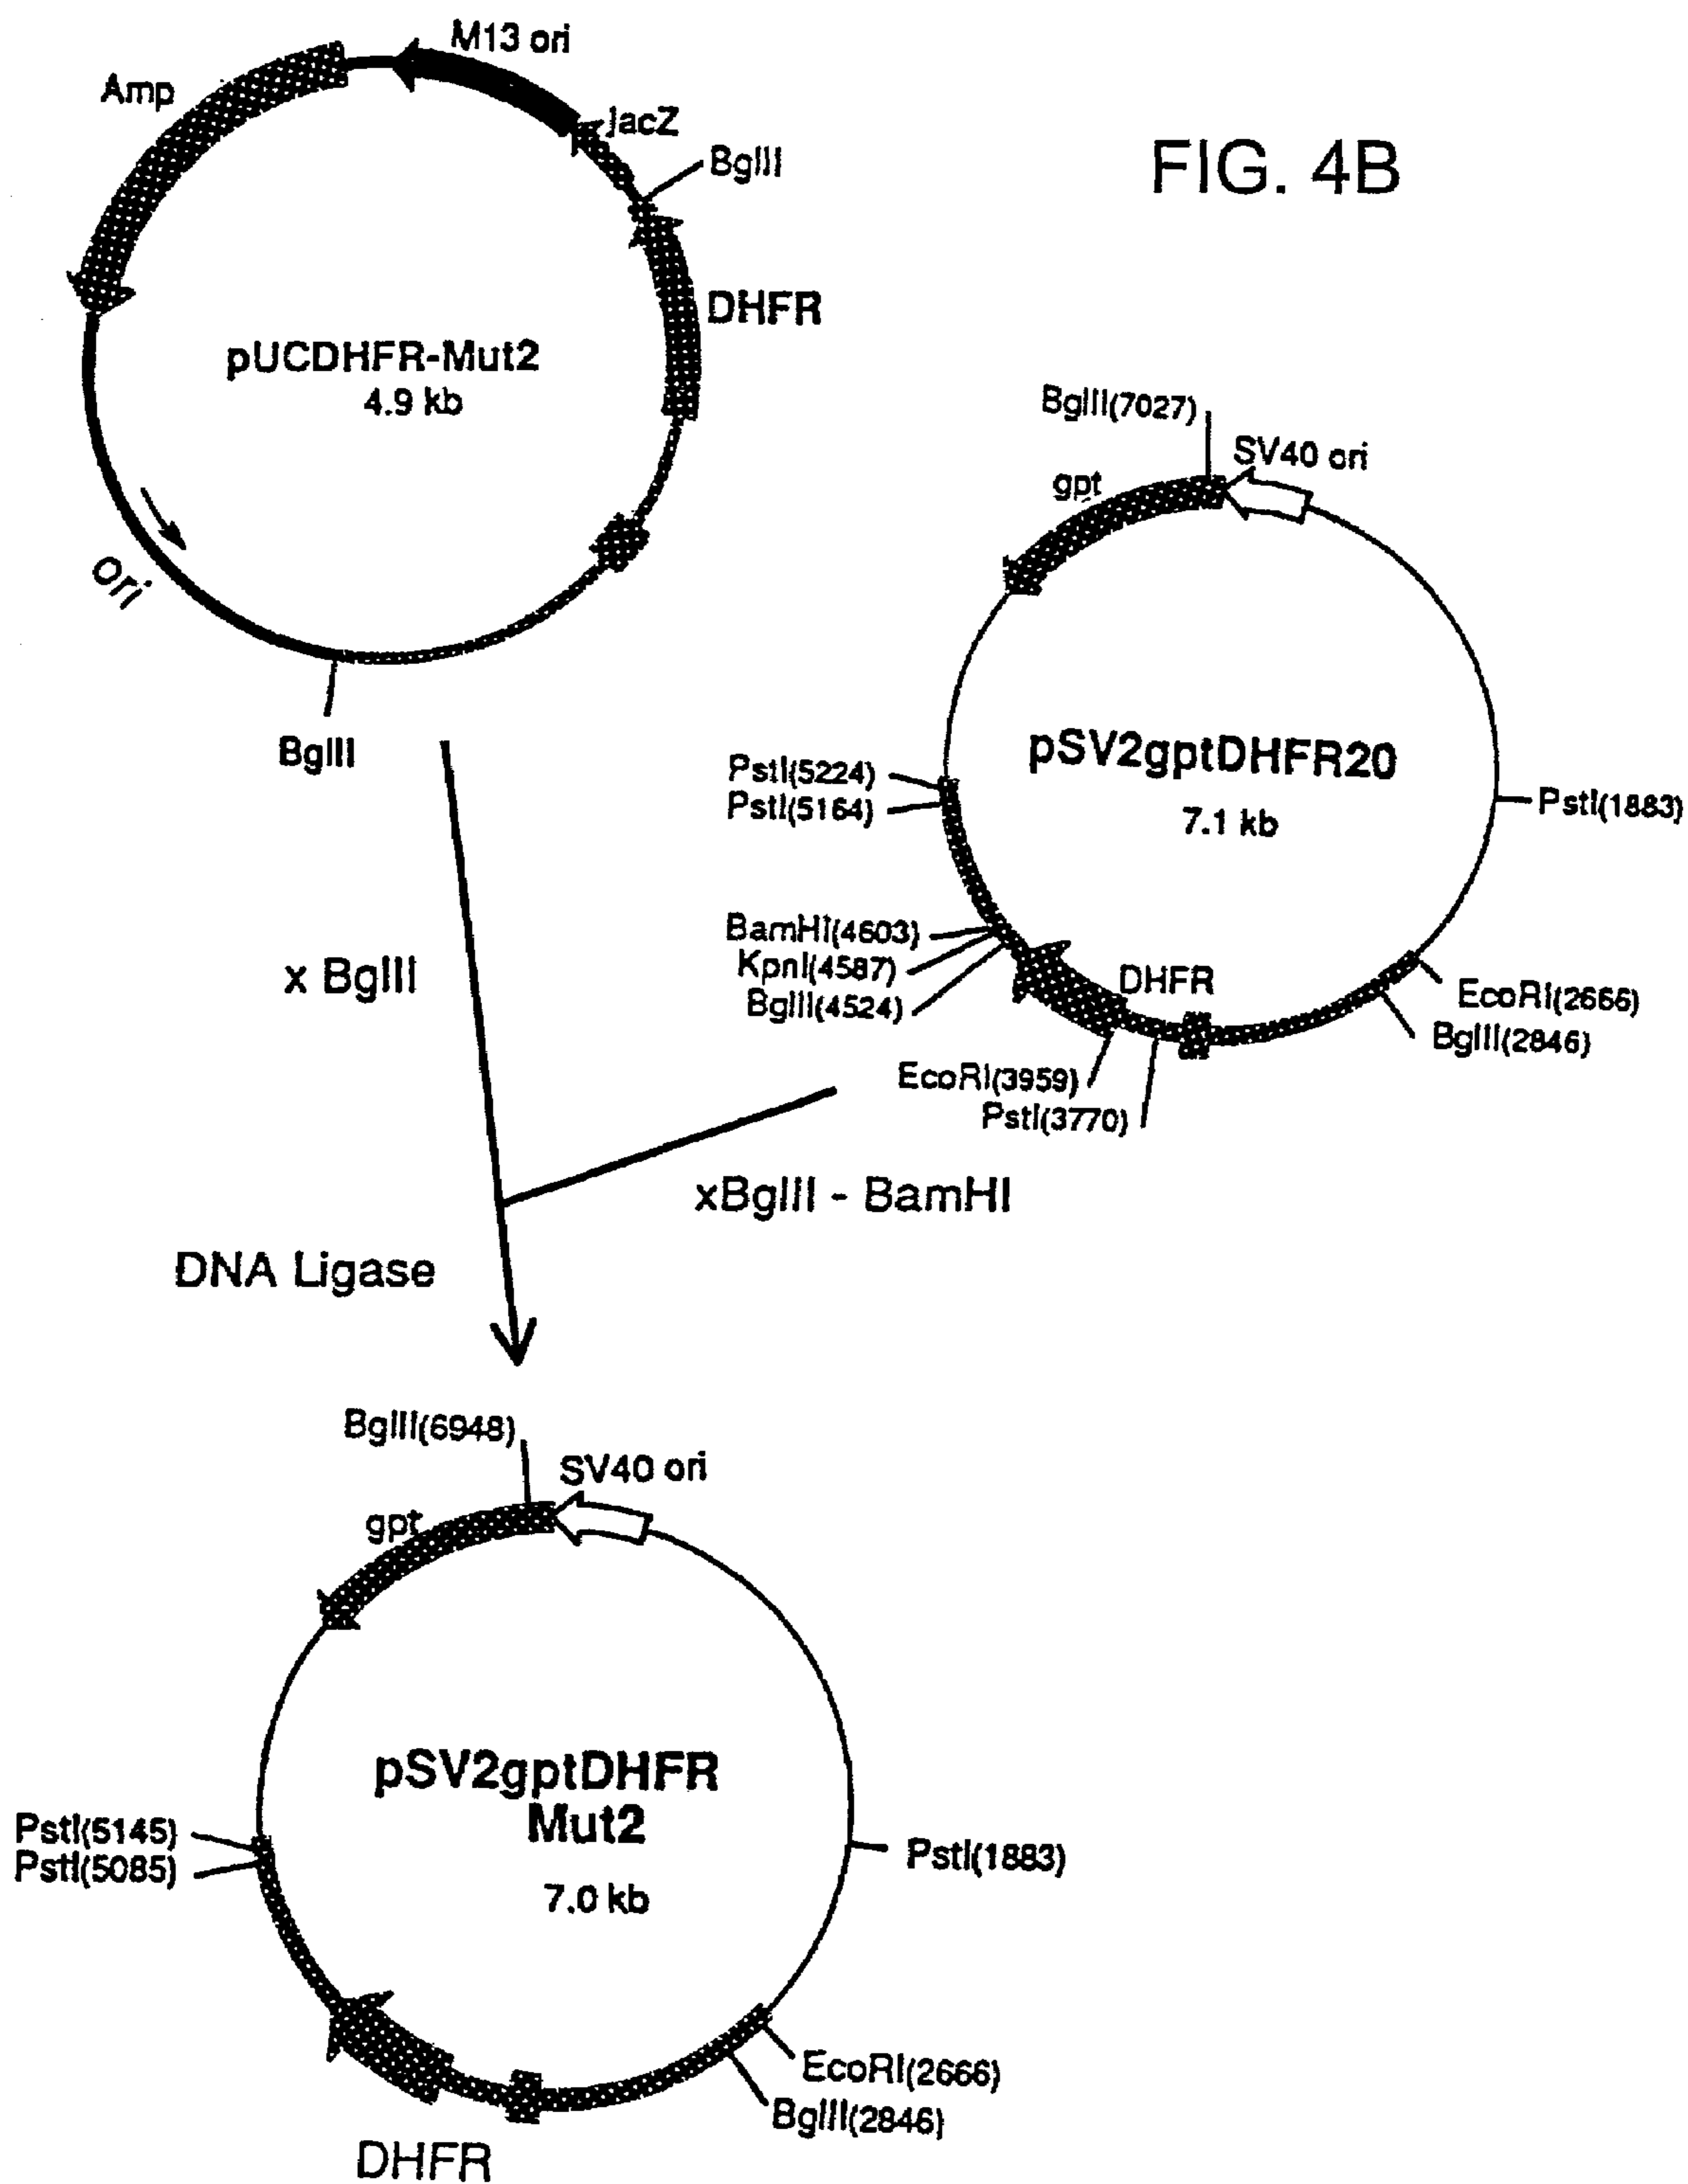 FIG. 4B
M13 ori
Amp
lacZ
BglII
DHFR
pUCDHFR-Mut2
4.9 kb
ori
BglII
BglII(7027)
SV40 ori
gpt
pSV2gptDHFR20
7.1 kb
PstI(5224)
PstI(5164)
PstI(1883)
BamHI(4603)
KpnI(4587)
BglII(4524)
DHFR
EcoRI(2666)
BglII(2846)
EcoRI(3959)
PstI(3770)
x BglII
xBglII - BamHI
DNA Ligase
BglII(6948)
SV40 ori
gpt
pSV2gptDHFR
Mut2
7.0 kb
PstI(5145)
PstI(5085)
PstI(1883)
EcoRI(2666)
BglII(2846)
DHFR